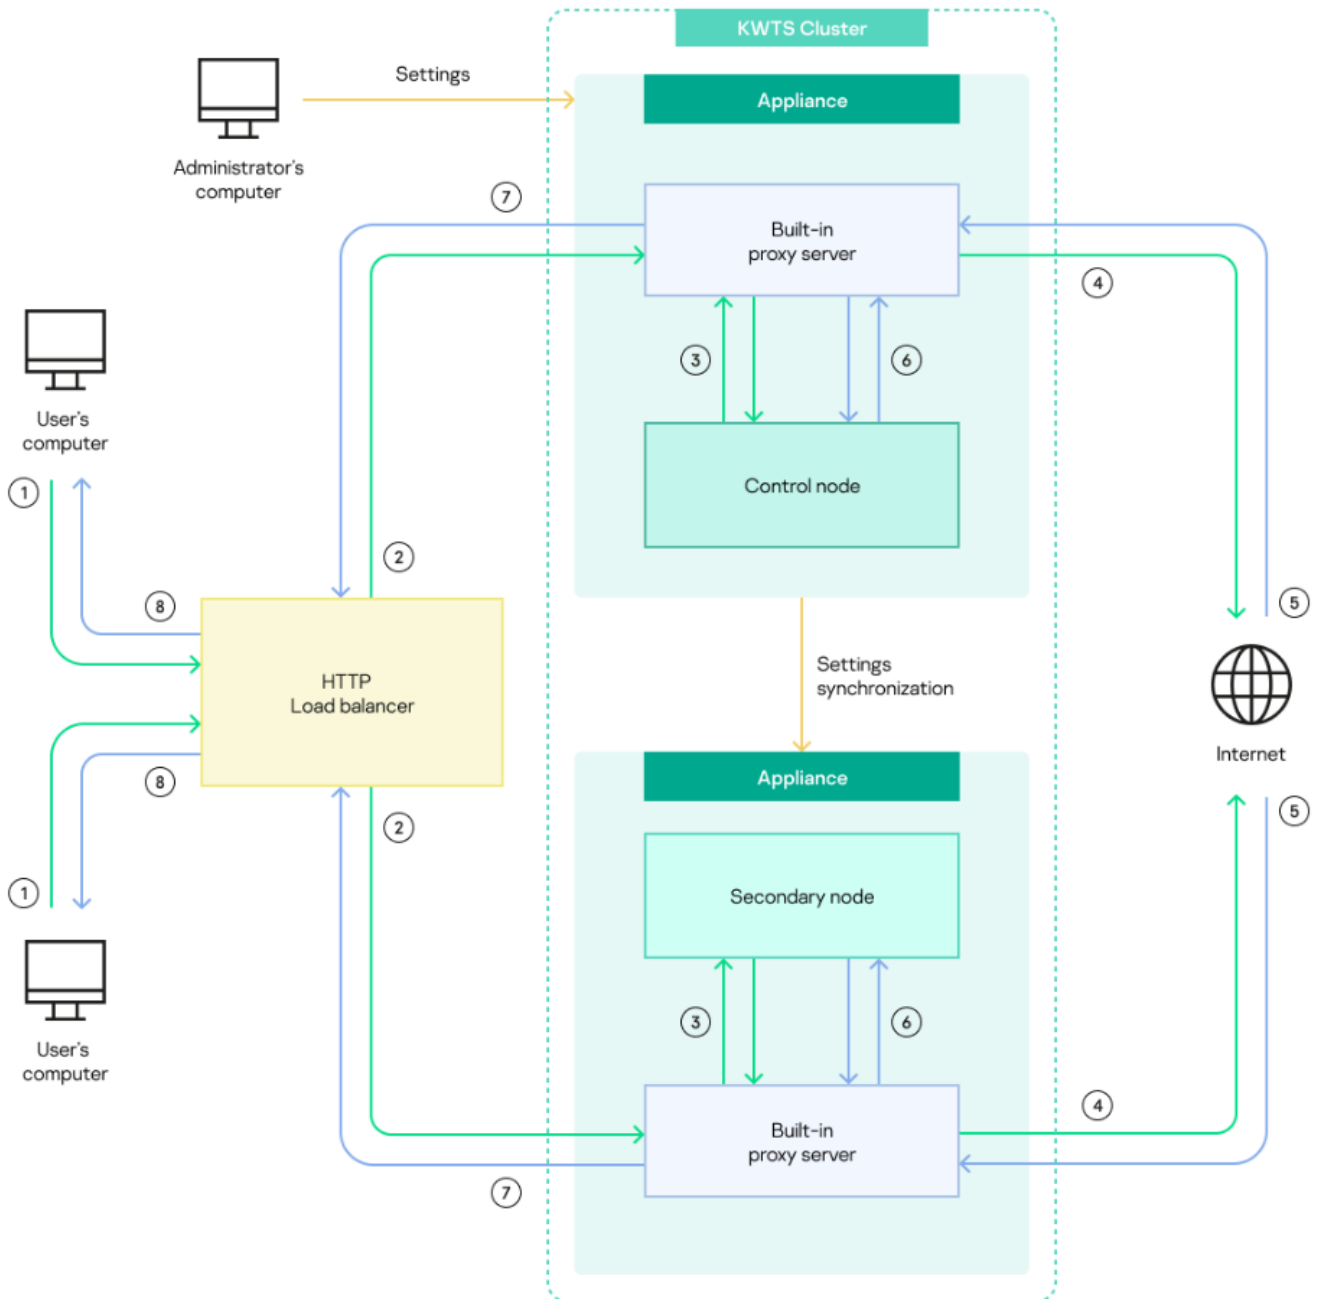 KWTS Cluster
Settings
Appliance
Administrator's
computer
7
Built-in
proxy server
4
User's
computer
3
6
1
Control node
2
8
5
Settings
synchronization
HTTP
Load balancer
Internet
Appliance
8
2
5
1
Secondary node
3
6
User's
computer
4
Built-in
proxy server
7